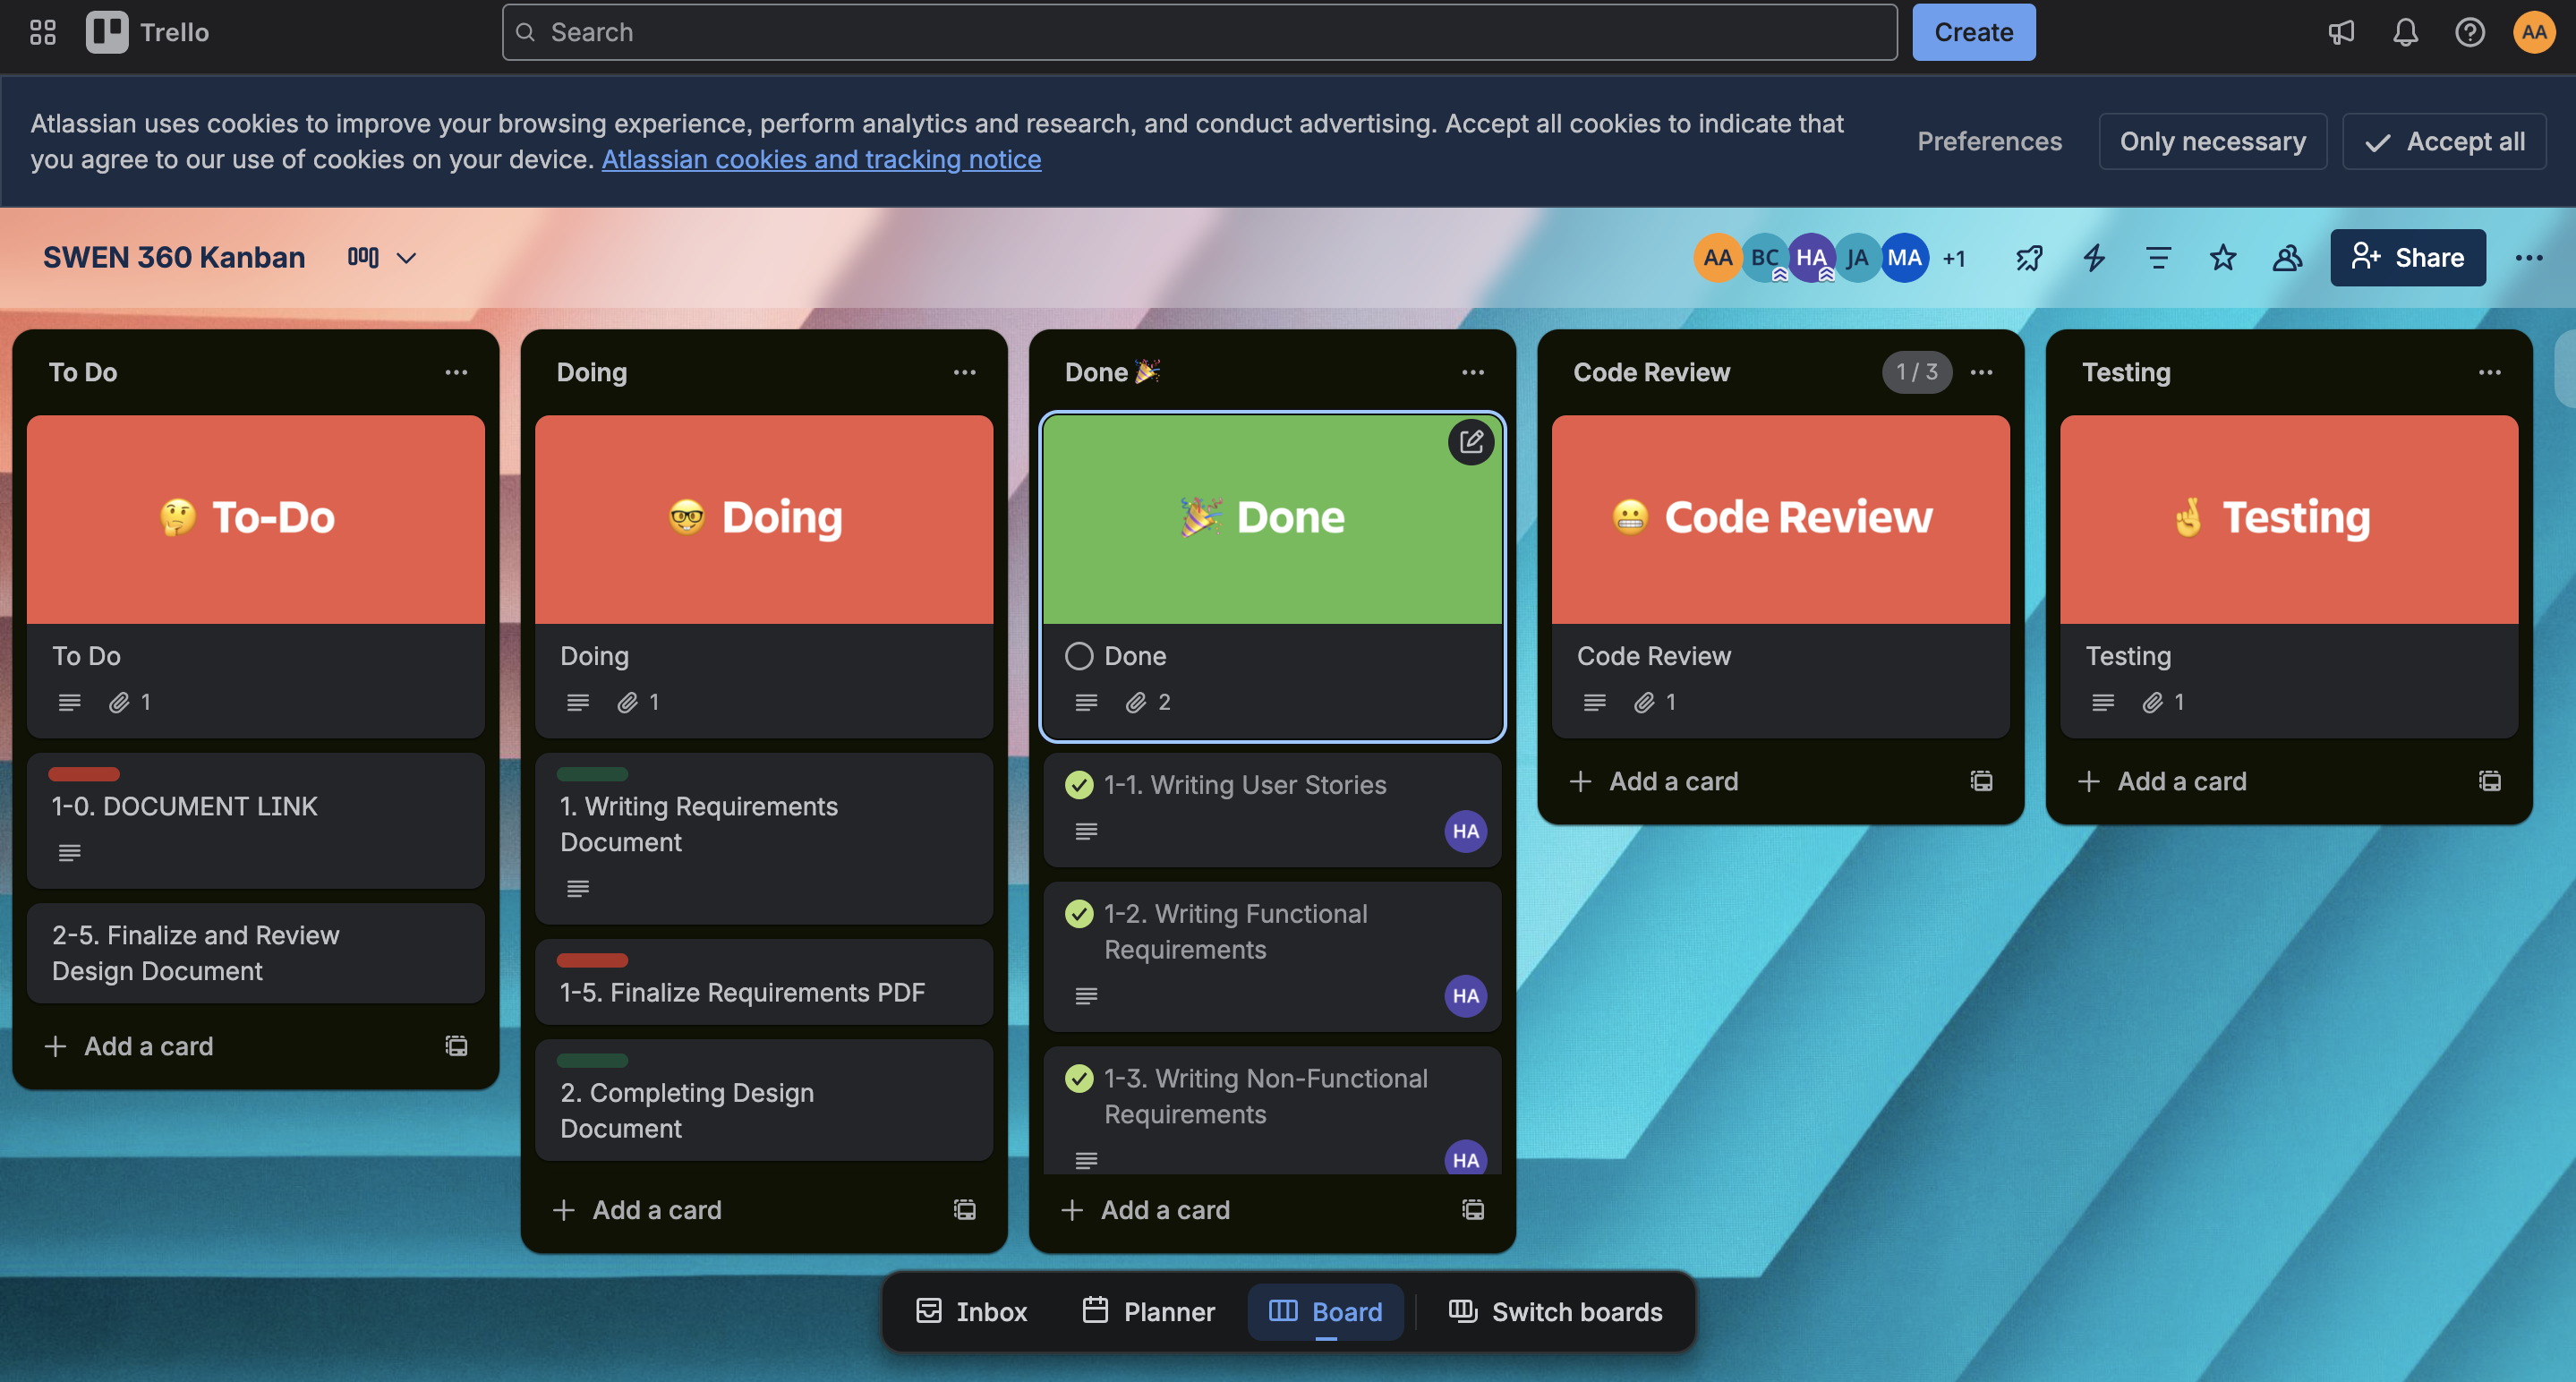 Trello
Search
Create
AA
Atlassian uses cookies to improve your browsing experience, perform analytics and research, and conduct advertising. Accept all cookies to indicate that
you agree to our use of cookies on your device. Atlassian cookies and tracking notice
Preferences
Only necessary
Accept all
SWEN 360 Kanban
AA
BC
HA
JA
MA
+1
Share
To Do
🤔 To-Do
To Do
1
1-0. DOCUMENT LINK
2-5. Finalize and Review
Design Document
Add a card
Doing
🤓 Doing
Doing
1
1. Writing Requirements
Document
1-5. Finalize Requirements PDF
2. Completing Design
Document
Add a card
Done 🎉
🎉 Done
Done
2
1-1. Writing User Stories
HA
1-2. Writing Functional
Requirements
HA
1-3. Writing Non-Functional
Requirements
HA
Add a card
Code Review
1 / 3
😬 Code Review
Code Review
1
Add a card
Testing
🤞 Testing
Testing
1
Add a card
Inbox
Planner
Board
Switch boards